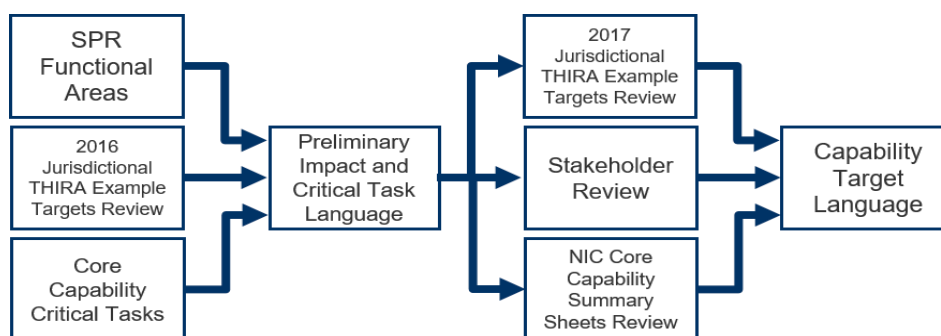 SPR
Functional
Areas
2016
Jurisdictional
THIRA Example
Targets Review
Core
Capability
Critical Tasks
Preliminary
Impact and
Critical Task
Language
2017
Jurisdictional
THIRA Example
Targets Review
Stakeholder
Review
NIC Core
Capability
Summary
Sheets Review
Capability
Target
Language